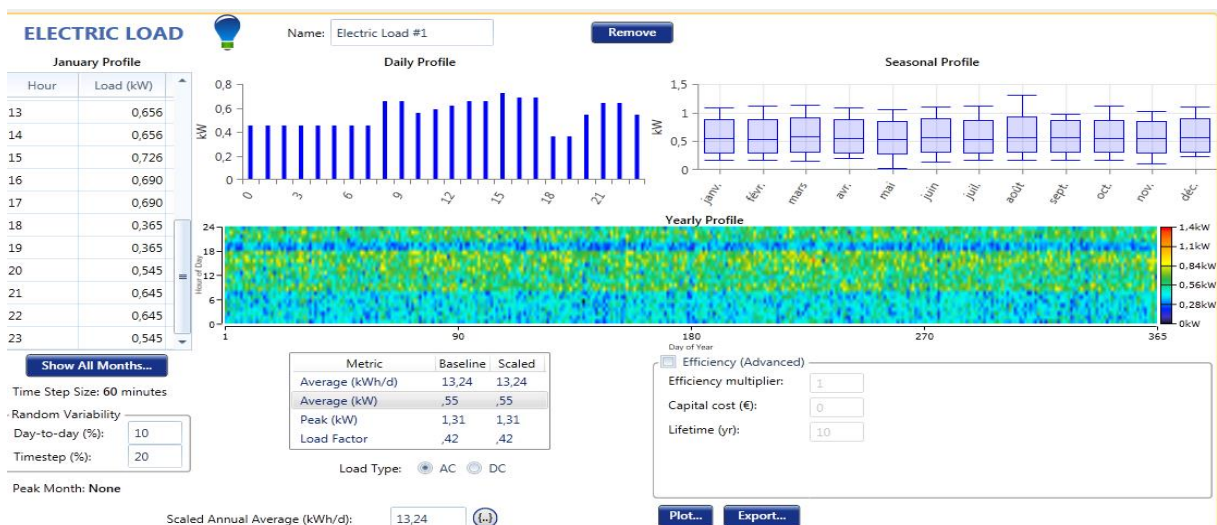 ELECTRIC LOAD
Name: Electric Load #1
Remove
January Profile
Hour Load (kW)
13 0,656
14 0,656
15 0,726
16 0,690
17 0,690
18 0,365
19 0,365
20 0,545
21 0,645
22 0,645
23 0,545
Show All Months...
Time Step Size: 60 minutes
Random Variability
Day-to-day (%): 10
Timestep (%): 20
Peak Month: None
Daily Profile
kW
0,8
0,6
0,4
0,2
0
0 3 6 9 12 15 18 21
Seasonal Profile
kW
1,5
1
0,5
0
janv. févr. mars avr. mai juin juil. août sept. oct. nov. déc.
Yearly Profile
Hour of Day
24
18
12
6
0
1 90 180 270 365
Day of Year
1.4kW
1.1kW
0.84kW
0.56kW
0.28kW
0kW
Metric Baseline Scaled
Average (kWh/d) 13,24 13,24
Average (kW) ,55 ,55
Peak (kW) 1,31 1,31
Load Factor ,42 ,42
Load Type: AC DC
Scaled Annual Average (kWh/d): 13,24 {..}
Efficiency (Advanced)
Efficiency multiplier: 1
Capital cost (€): 0
Lifetime (yr): 10
Plot... Export...